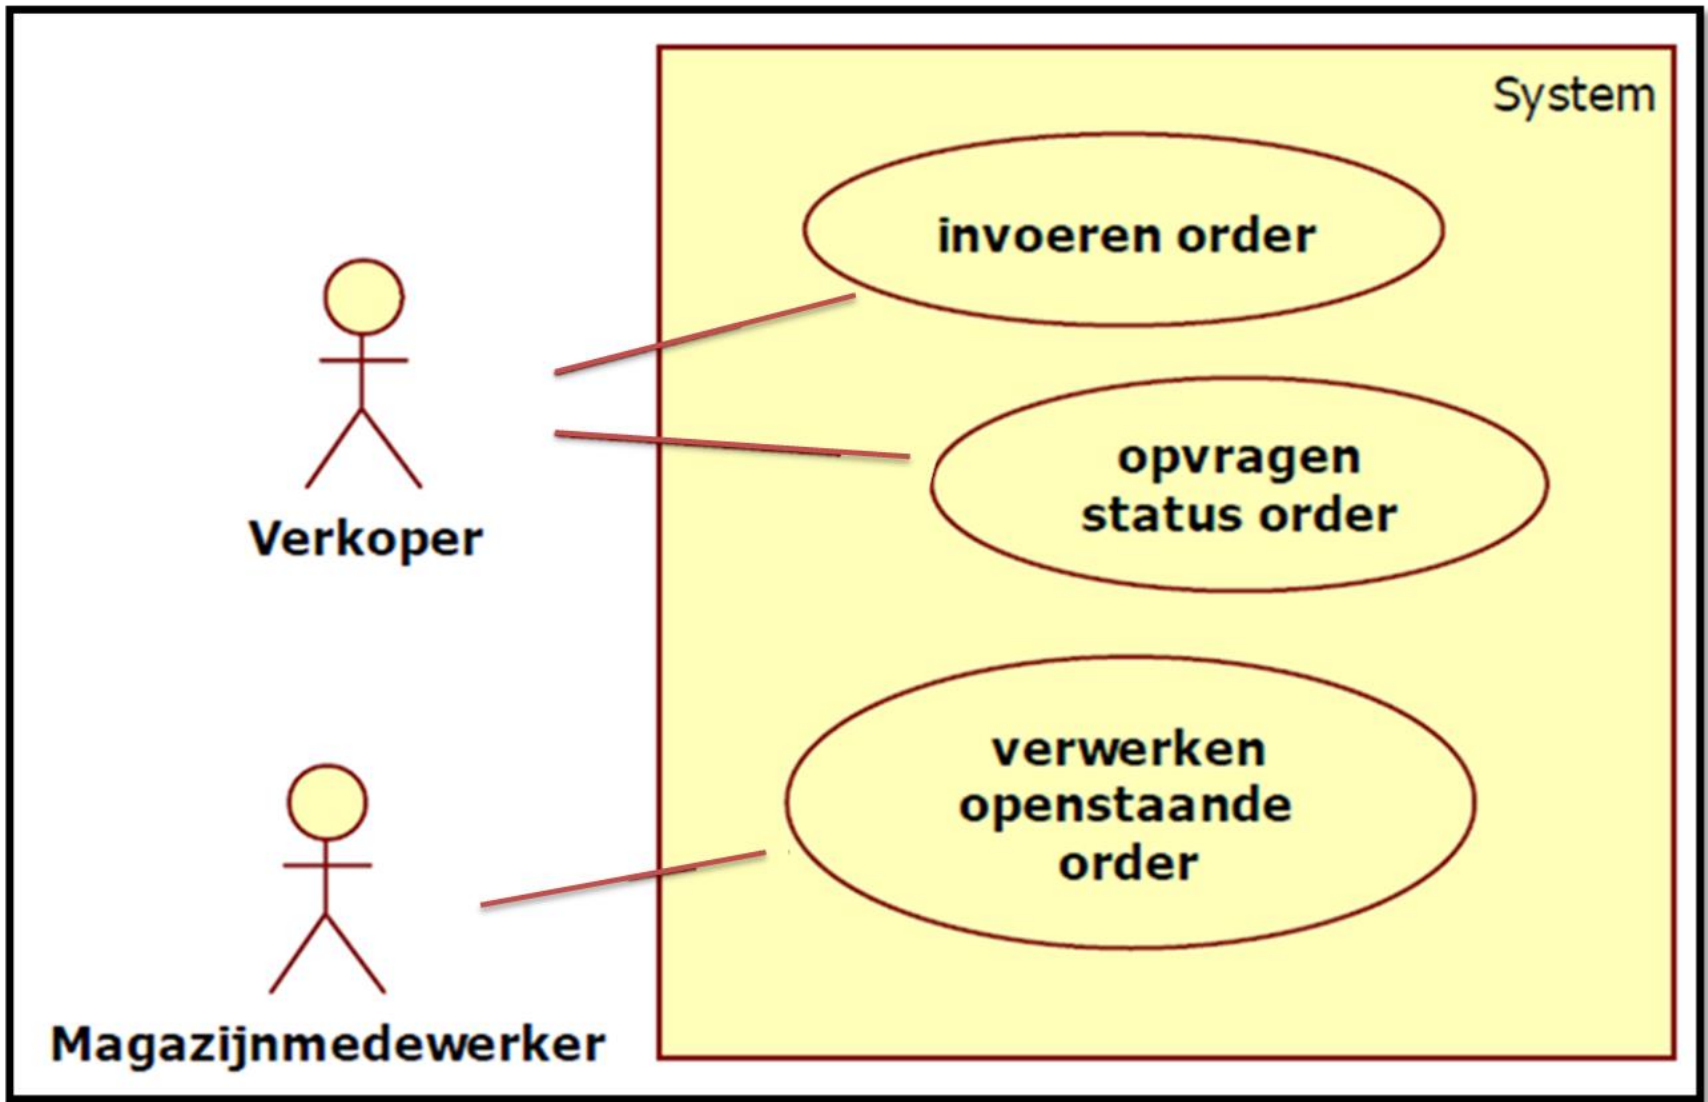 System
invoeren order
opvragen
status order
Verkoper
verwerken
openstaande
order
Magazijnmedewerker